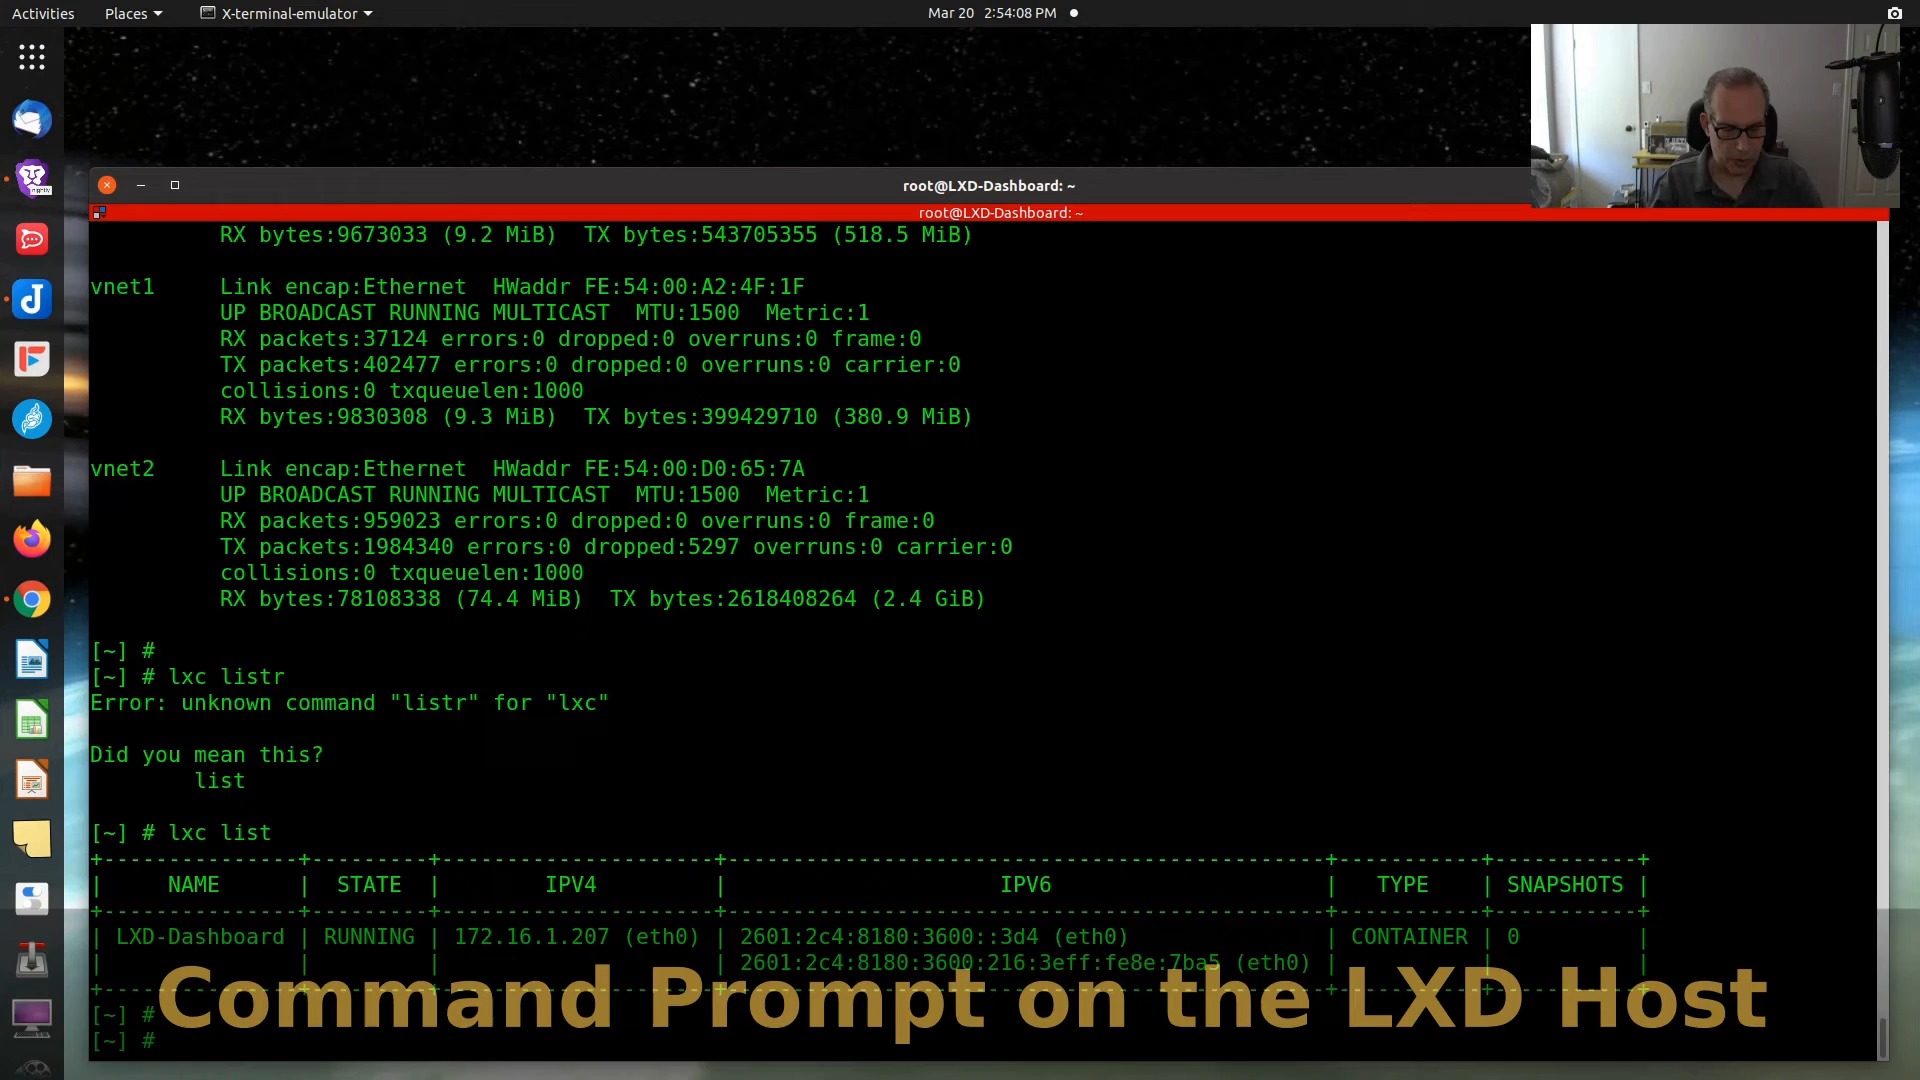 Activities Places X-terminal-emulator Mar 20 2:54:08 PM
root@LXD-Dashboard: ~
root@LXD-Dashboard: ~
RX bytes:9673033 (9.2 MiB)  TX bytes:543705355 (518.5 MiB)
vnet1     Link encap:Ethernet  HWaddr FE:54:00:A2:4F:1F
UP BROADCAST RUNNING MULTICAST  MTU:1500  Metric:1
RX packets:37124 errors:0 dropped:0 overruns:0 frame:0
TX packets:402477 errors:0 dropped:0 overruns:0 carrier:0
collisions:0 txqueuelen:1000
RX bytes:9830308 (9.3 MiB)  TX bytes:399429710 (380.9 MiB)
vnet2     Link encap:Ethernet  HWaddr FE:54:00:D0:65:7A
UP BROADCAST RUNNING MULTICAST  MTU:1500  Metric:1
RX packets:959023 errors:0 dropped:0 overruns:0 frame:0
TX packets:1984340 errors:0 dropped:5297 overruns:0 carrier:0
collisions:0 txqueuelen:1000
RX bytes:78108338 (74.4 MiB)  TX bytes:2618408264 (2.4 GiB)
[~] #
[~] # lxc listr
Error: unknown command "listr" for "lxc"
Did you mean this?
list
[~] # lxc list
+---------------+---------+---------------------+----------------------------------------------+-----------+-----------+
|     NAME      |  STATE  |        IPV4         |                     IPV6                     |   TYPE    | SNAPSHOTS |
+---------------+---------+---------------------+----------------------------------------------+-----------+-----------+
| LXD-Dashboard | RUNNING | 172.16.1.207 (eth0) | 2601:2c4:8180:3600::3d4 (eth0)               | CONTAINER | 0         |
|               |         |                     | 2601:2c4:8180:3600:216:3eff:fe8e:7ba5 (eth0) |           |           |
+---------------+---------+---------------------+----------------------------------------------+-----------+-----------+
[~] #
[~] #
Command Prompt on the LXD Host